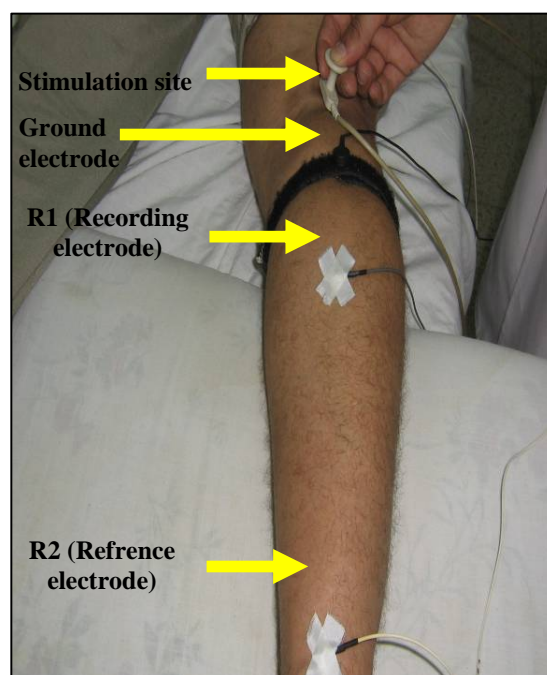 Stimulation site
Ground
electrode
R1 (Recording
electrode)
R2 (Refrence
electrode)